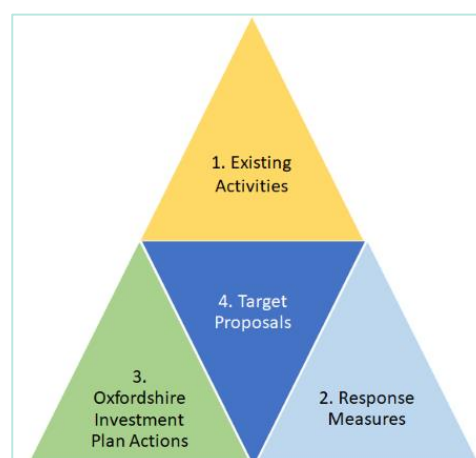 1. Existing
Activities
4. Target
Proposals
3.
Oxfordshire
Investment
Plan Actions
2. Response
Measures